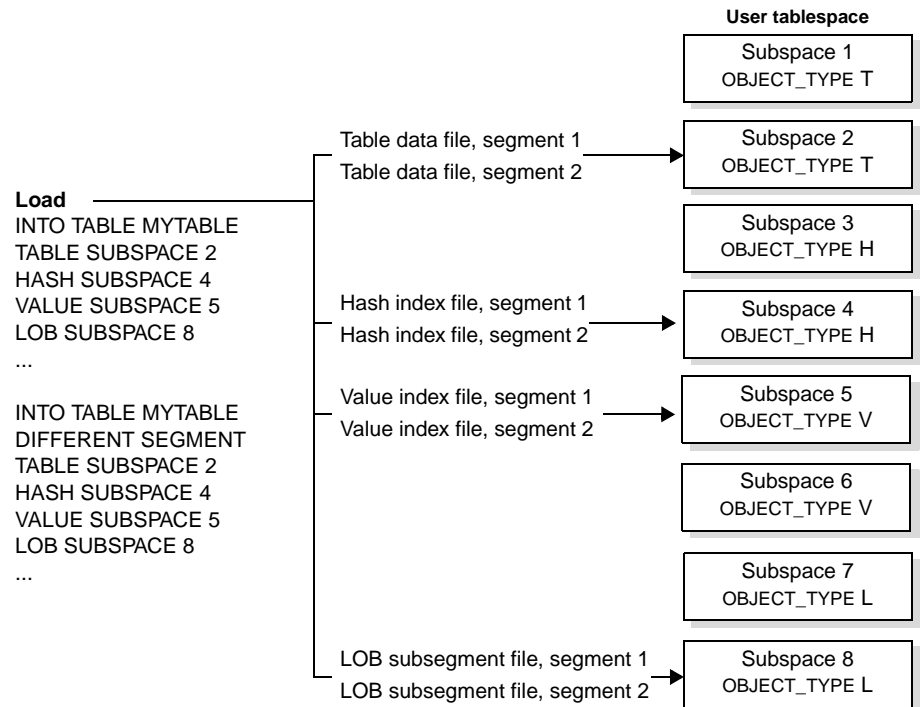 User tablespace
Subspace 1
OBJECT_TYPE T
Table data file, segment 1
Table data file, segment 2
Subspace 2
OBJECT_TYPE T
Load
INTO TABLE MYTABLE
TABLE SUBSPACE 2
HASH SUBSPACE 4
VALUE SUBSPACE 5
LOB SUBSPACE 8
...
Subspace 3
OBJECT_TYPE H
Hash index file, segment 1
Hash index file, segment 2
Subspace 4
OBJECT_TYPE H
INTO TABLE MYTABLE
DIFFERENT SEGMENT
TABLE SUBSPACE 2
HASH SUBSPACE 4
VALUE SUBSPACE 5
LOB SUBSPACE 8
...
Value index file, segment 1
Value index file, segment 2
Subspace 5
OBJECT_TYPE V
Subspace 6
OBJECT_TYPE V
Subspace 7
OBJECT_TYPE L
LOB subsegment file, segment 1
LOB subsegment file, segment 2
Subspace 8
OBJECT_TYPE L